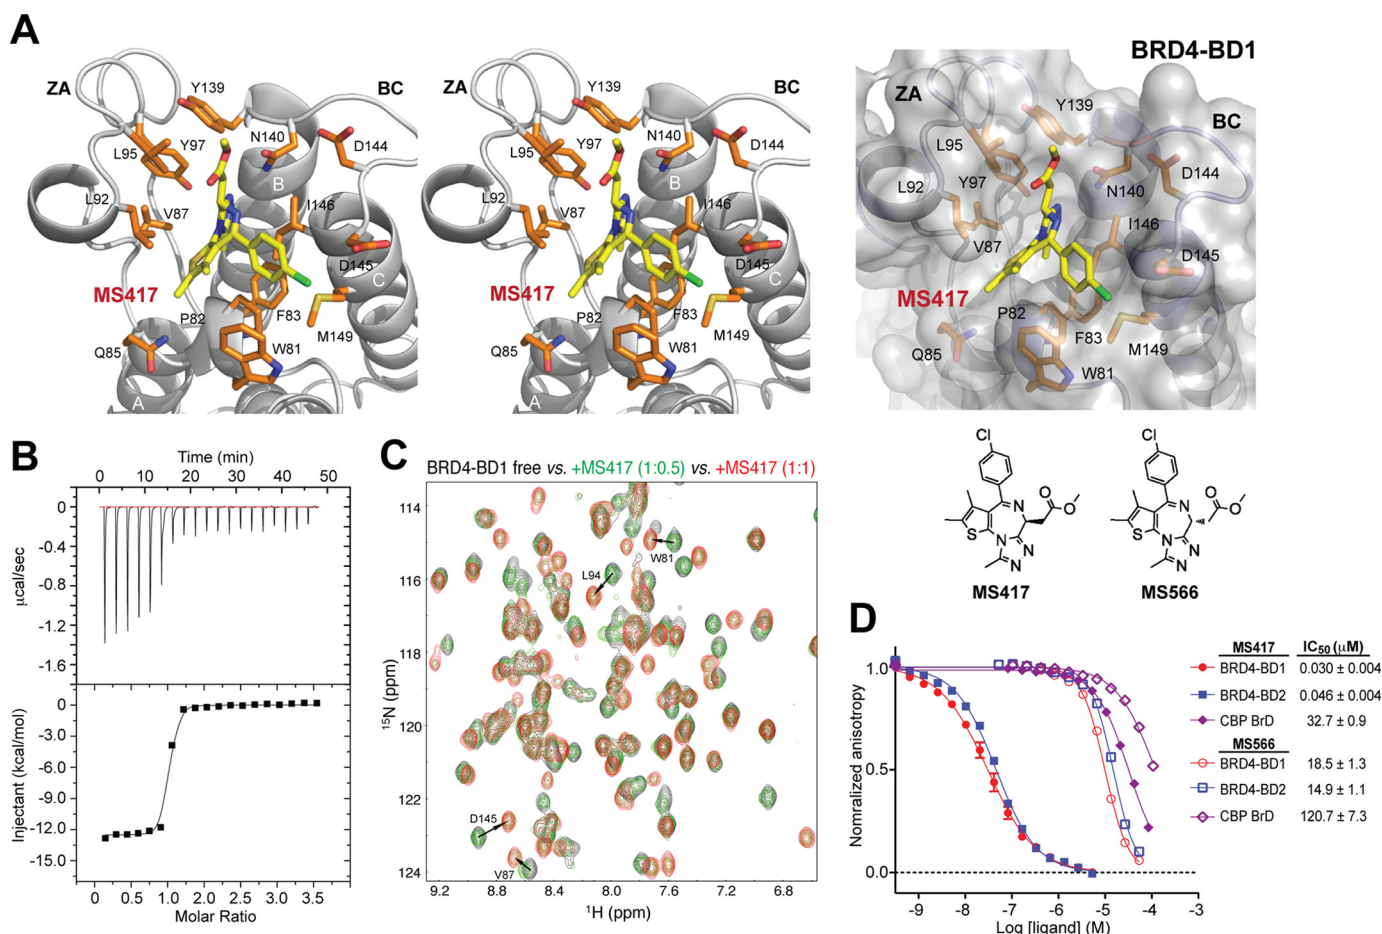 A
BRD4-BD1
ZA
Y139
BC
N140
D144
L95
Y97
B
L92
V87
I146
D145
C
MS417
P82
F83
M149
Q85
W81
A
ZA
Y139
BC
N140
D144
L95
Y97
B
L92
V87
I146
D145
C
MS417
P82
F83
M149
Q85
W81
A
ZA
Y139
BC
L95
D144
N140
Y97
I146
V87
D145
MS417
P82
F83
Q85
M149
W81
B
Time (min)
0 10 20 30 40 50
0
-0.4
-0.8
-1.2
-1.6
µcal/sec
0
-3.0
-6.0
-9.0
-12.0
-15.0
Injectant (kcal/mol)
0 0.5 1.0 1.5 2.0 2.5 3.0 3.5
Molar Ratio
C
BRD4-BD1 free vs. +MS417 (1:0.5) vs. +MS417 (1:1)
114
116
118
120
122
124
15N (ppm)
W81
L94
D145
V87
9.2 8.8 8.4 8.0 7.6 7.2 6.8
1H (ppm)
Cl
N
O
O
S
N
N
N
MS417
Cl
N
O
O
S
N
N
N
MS566
D
Nomralized anisotropy
1.0
0.5
0.0
-9 -8 -7 -6 -5 -4 -3
Log [ligand] (M)
MS417 IC50 (µM)
BRD4-BD1 0.030 ± 0.004
BRD4-BD2 0.046 ± 0.004
CBP BrD 32.7 ± 0.9
MS566
BRD4-BD1 18.5 ± 1.3
BRD4-BD2 14.9 ± 1.1
CBP BrD 120.7 ± 7.3